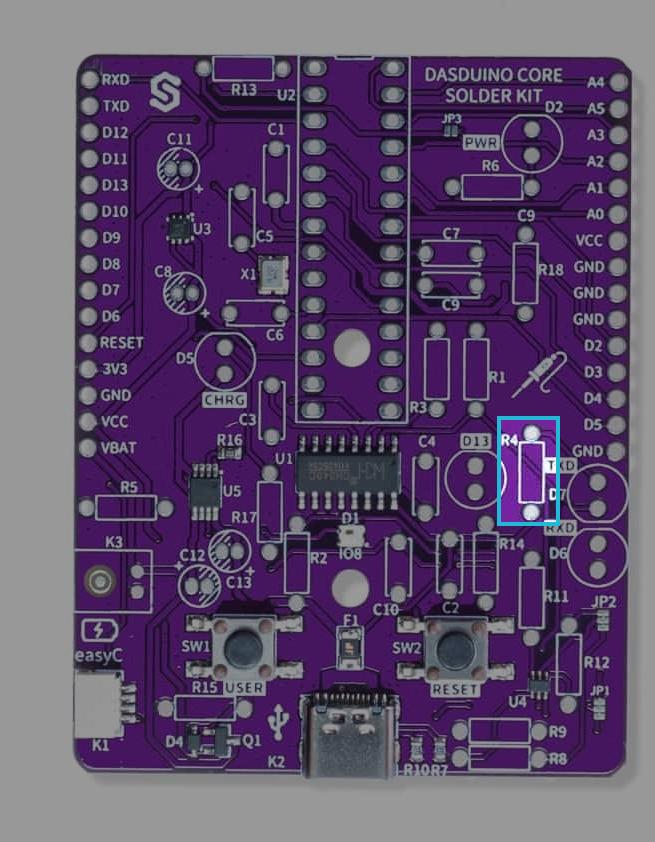 RXD
TXD
D12
D11
D13
D10
D9
D8
D7
D6
RESET
3V3
GND
VCC
VBAT
R13
U2
DASDUINO CORE
SOLDER KIT
A4
A5
A3
A2
A1
A0
VCC
GND
GND
GND
D2
D3
D4
D5
GND
JP3
D2
PWR
R6
C11
C1
U3
C5
C7
C9
C9
R18
X1
C8
C6
D5
CHRG
R3
R1
C3
R16
U1
C4
D13
R4
TXD
D7
RXD
D6
R5
U5
R17
D1
IO8
R2
R14
K3
C12
C13
C10
C2
R11
JP2
easyC
SW1
USER
F1
SW2
RESET
R12
R15
U4
JP1
K1
D4
Q1
K2
R10
R7
R9
R8